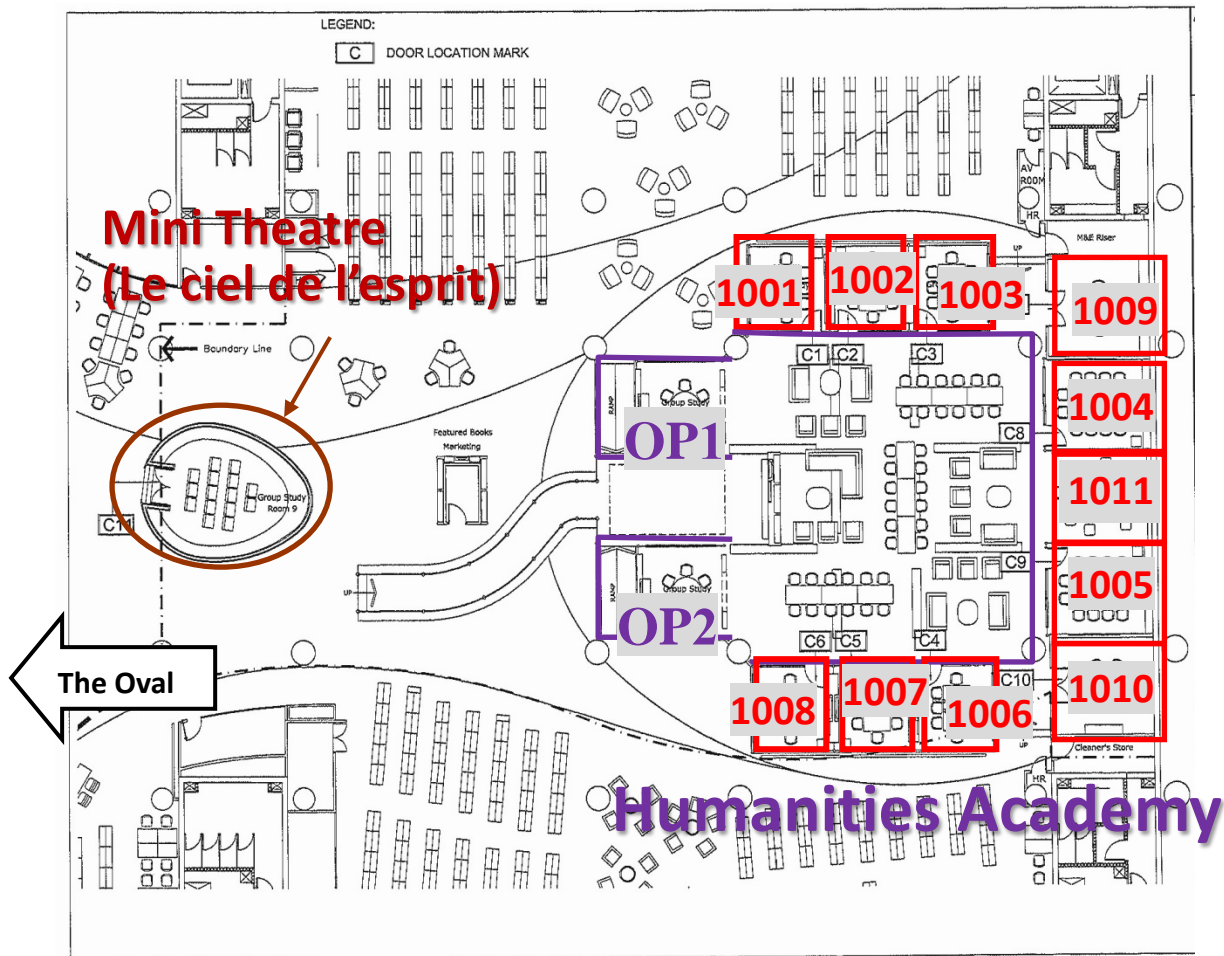 LEGEND:
C DOOR LOCATION MARK
AV
ROOM
HR
Mini Theatre
(Le ciel de l’esprit)
M&E Riser
UP
1001
1002
1003
1009
Boundary Line
C1
C2
C3
RAMP
Group Study
OP1
1004
Featured Books
Marketing
C8
1011
Group Study
Room 9
C11
C9
1005
UP
RAMP
Group Study
OP2
C6
C5
C4
The Oval
C10
1008
1007
1006
1010
UP
Cleaner's Store
HR
Humanities Academy